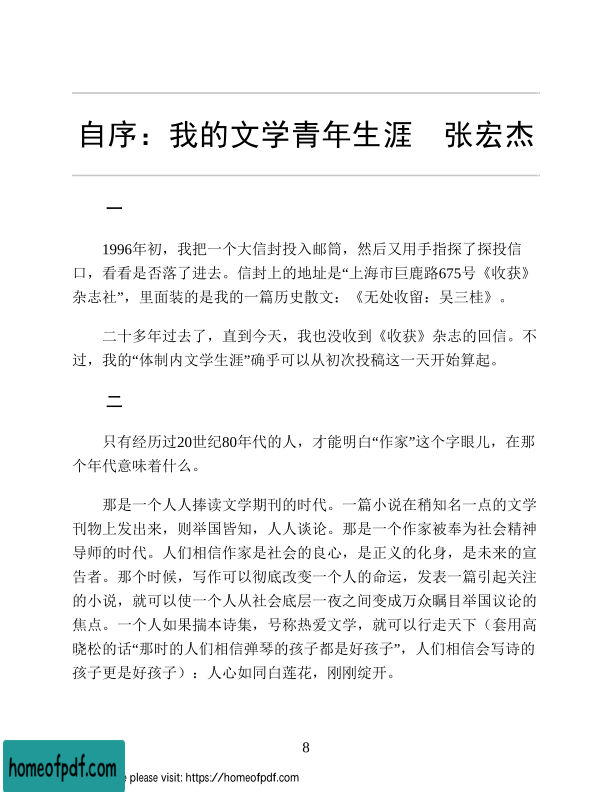 自序：我的文学青年生涯　张宏杰
一
1996年初，我把一个大信封投入邮筒，然后又用手指探了探投信
口，看看是否落了进去。信封上的地址是“上海市巨鹿路675号《收获》
杂志社”，里面装的是我的一篇历史散文：《无处收留：吴三桂》。
二十多年过去了，直到今天，我也没收到《收获》杂志的回信。不
过，我的“体制内文学生涯”确乎可以从初次投稿这一天开始算起。
二
只有经历过20世纪80年代的人，才能明白“作家”这个字眼儿，在那
个年代意味着什么。
那是一个人人捧读文学期刊的时代。一篇小说在稍知名一点的文学
刊物上发出来，则举国皆知，人人谈论。那是一个作家被奉为社会精神
导师的时代。人们相信作家是社会的良心，是正义的化身，是未来的宣
告者。那个时候，写作可以彻底改变一个人的命运，发表一篇引起关注
的小说，就可以使一个人从社会底层一夜之间变成万众瞩目举国议论的
焦点。一个人如果揣本诗集，号称热爱文学，就可以行走天下（套用高
晓松的话“那时的人们相信弹琴的孩子都是好孩子”，人们相信会写诗的
孩子更是好孩子）：人心如同白莲花，刚刚绽开。
8
homeofpdf.com
e please visit: https://homeofpdf.com